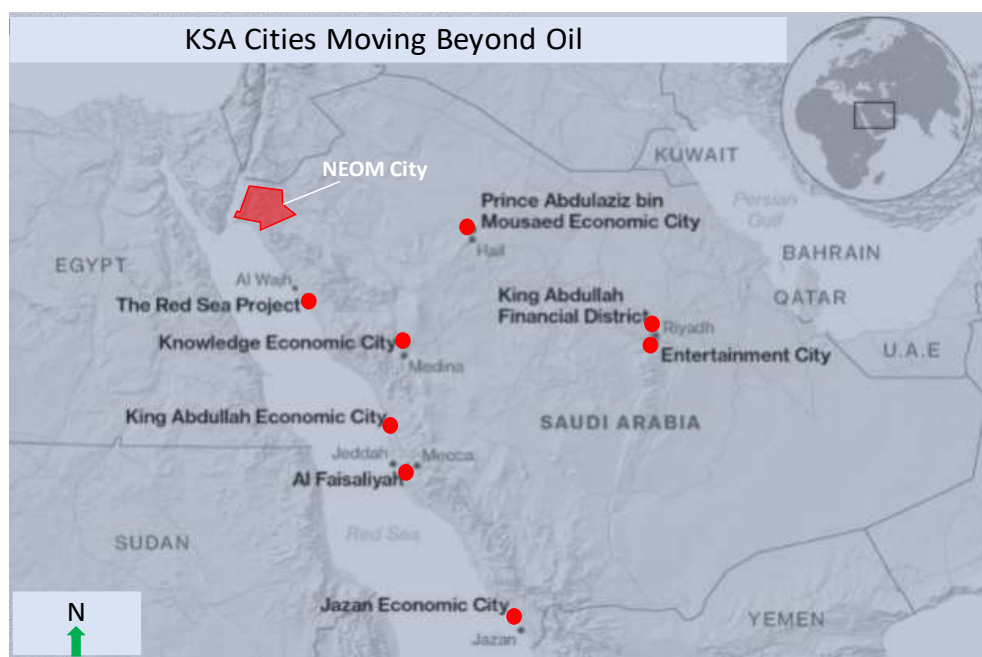 KSA Cities Moving Beyond Oil
NEOM City
KUWAIT
Persian
Gulf
Prince Abdulaziz bin
Mousaed Economic City
Hail
BAHRAIN
EGYPT
Al Wajh
The Red Sea Project
King Abdullah
Financial District
QATAR
Riyadh
Knowledge Economic City
Medina
Entertainment City
U.A.E
King Abdullah Economic City
SAUDI ARABIA
Jeddah
Mecca
Al Faisaliyah
Red Sea
SUDAN
Jazan Economic City
Jazan
YEMEN
N